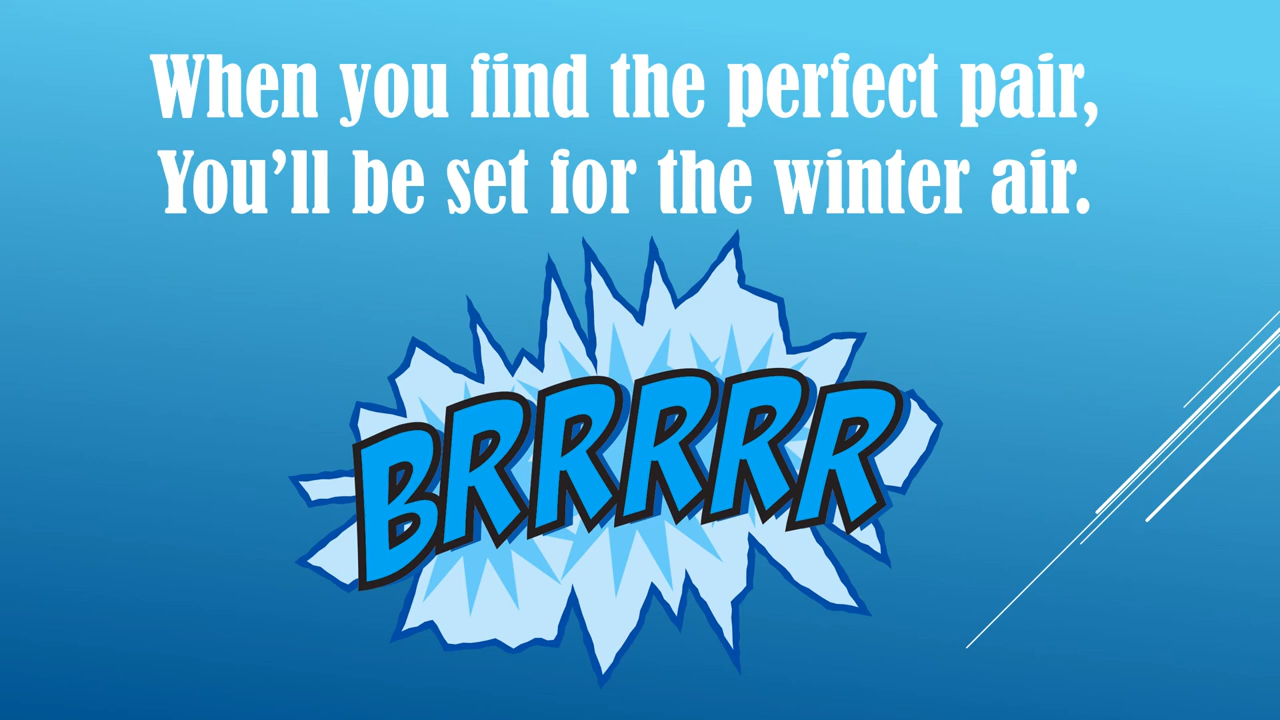 When you find the perfect pair,
You’ll be set for the winter air.
BRRRRR